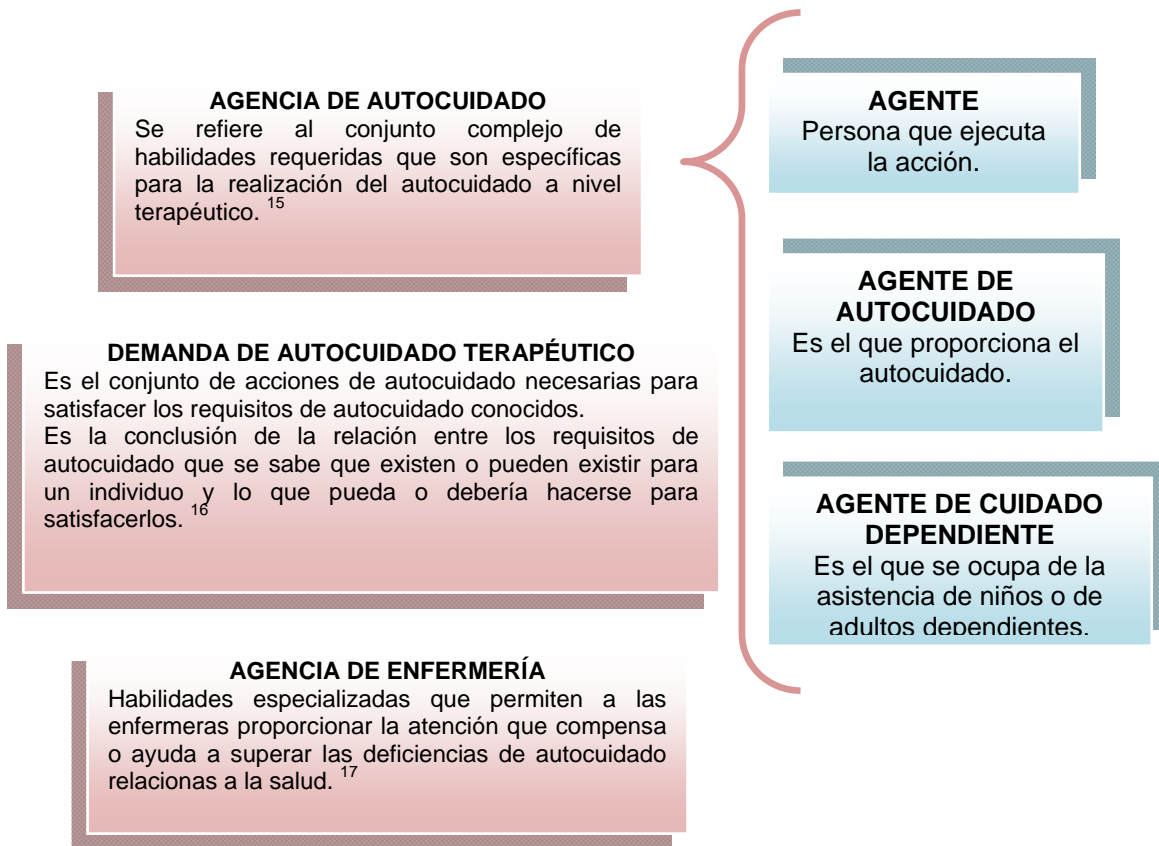 AGENCIA DE AUTOCUIDADO
Se refiere al conjunto complejo de
habilidades requeridas que son específicas
para la realización del autocuidado a nivel
terapéutico. 15
DEMANDA DE AUTOCUIDADO TERAPÉUTICO
Es el conjunto de acciones de autocuidado necesarias para
satisfacer los requisitos de autocuidado conocidos.
Es la conclusión de la relación entre los requisitos de
autocuidado que se sabe que existen o pueden existir para
un individuo y lo que pueda o debería hacerse para
satisfacerlos. 16
AGENCIA DE ENFERMERÍA
Habilidades especializadas que permiten a las
enfermeras proporcionar la atención que compensa
o ayuda a superar las deficiencias de autocuidado
relacionas a la salud. 17
AGENTE
Persona que ejecuta
la acción.
AGENTE DE
AUTOCUIDADO
Es el que proporciona el
autocuidado.
AGENTE DE CUIDADO
DEPENDIENTE
Es el que se ocupa de la
asistencia de niños o de
adultos dependientes.